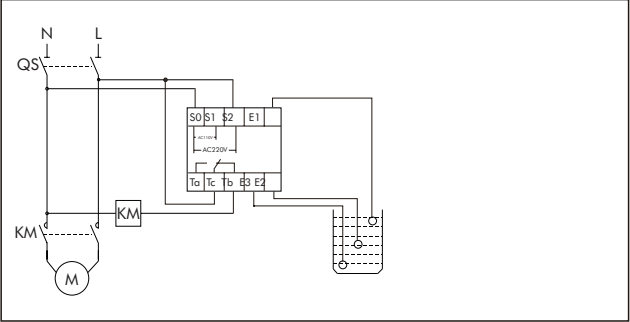 N L
QS
S0 S1 S2 E1
AC110V
AC220V
Ta Tc Tb E3 E2
KM
KM
M